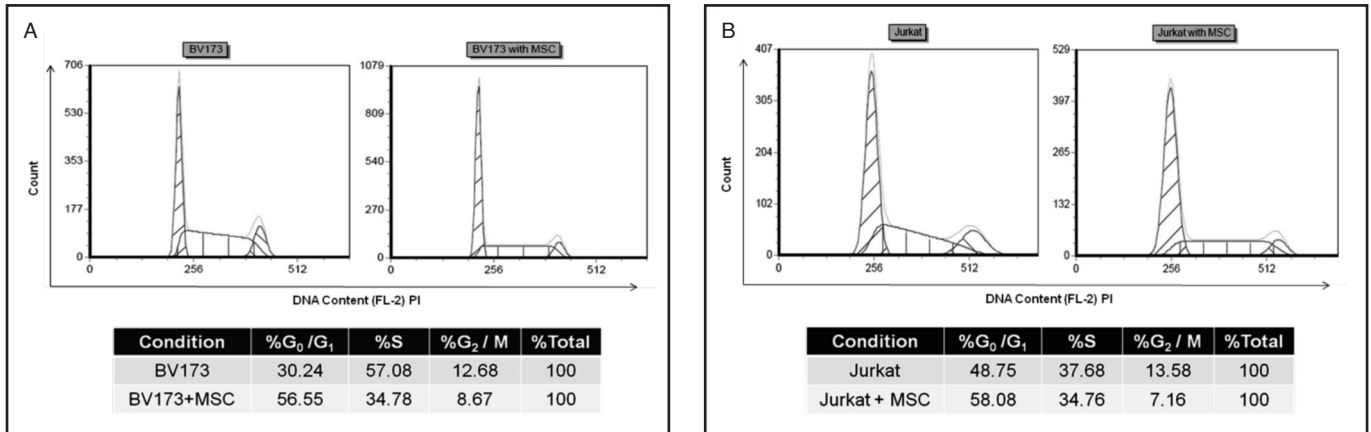 A
BV173
BV173 with MSC
706
530
353
177
0
0
256
512
1079
809
540
270
0
0
256
512
Count
DNA Content (FL-2) PI
Condition %G0 /G1 %S %G2 / M %Total
BV173 30.24 57.08 12.68 100
BV173+MSC 56.55 34.78 8.67 100
B
Jurkat
Jurkat with MSC
407
305
204
102
0
0
256
512
529
397
265
132
0
0
256
512
Count
DNA Content (FL-2) PI
Condition %G0 /G1 %S %G2 / M %Total
Jurkat 48.75 37.68 13.58 100
Jurkat + MSC 58.08 34.76 7.16 100